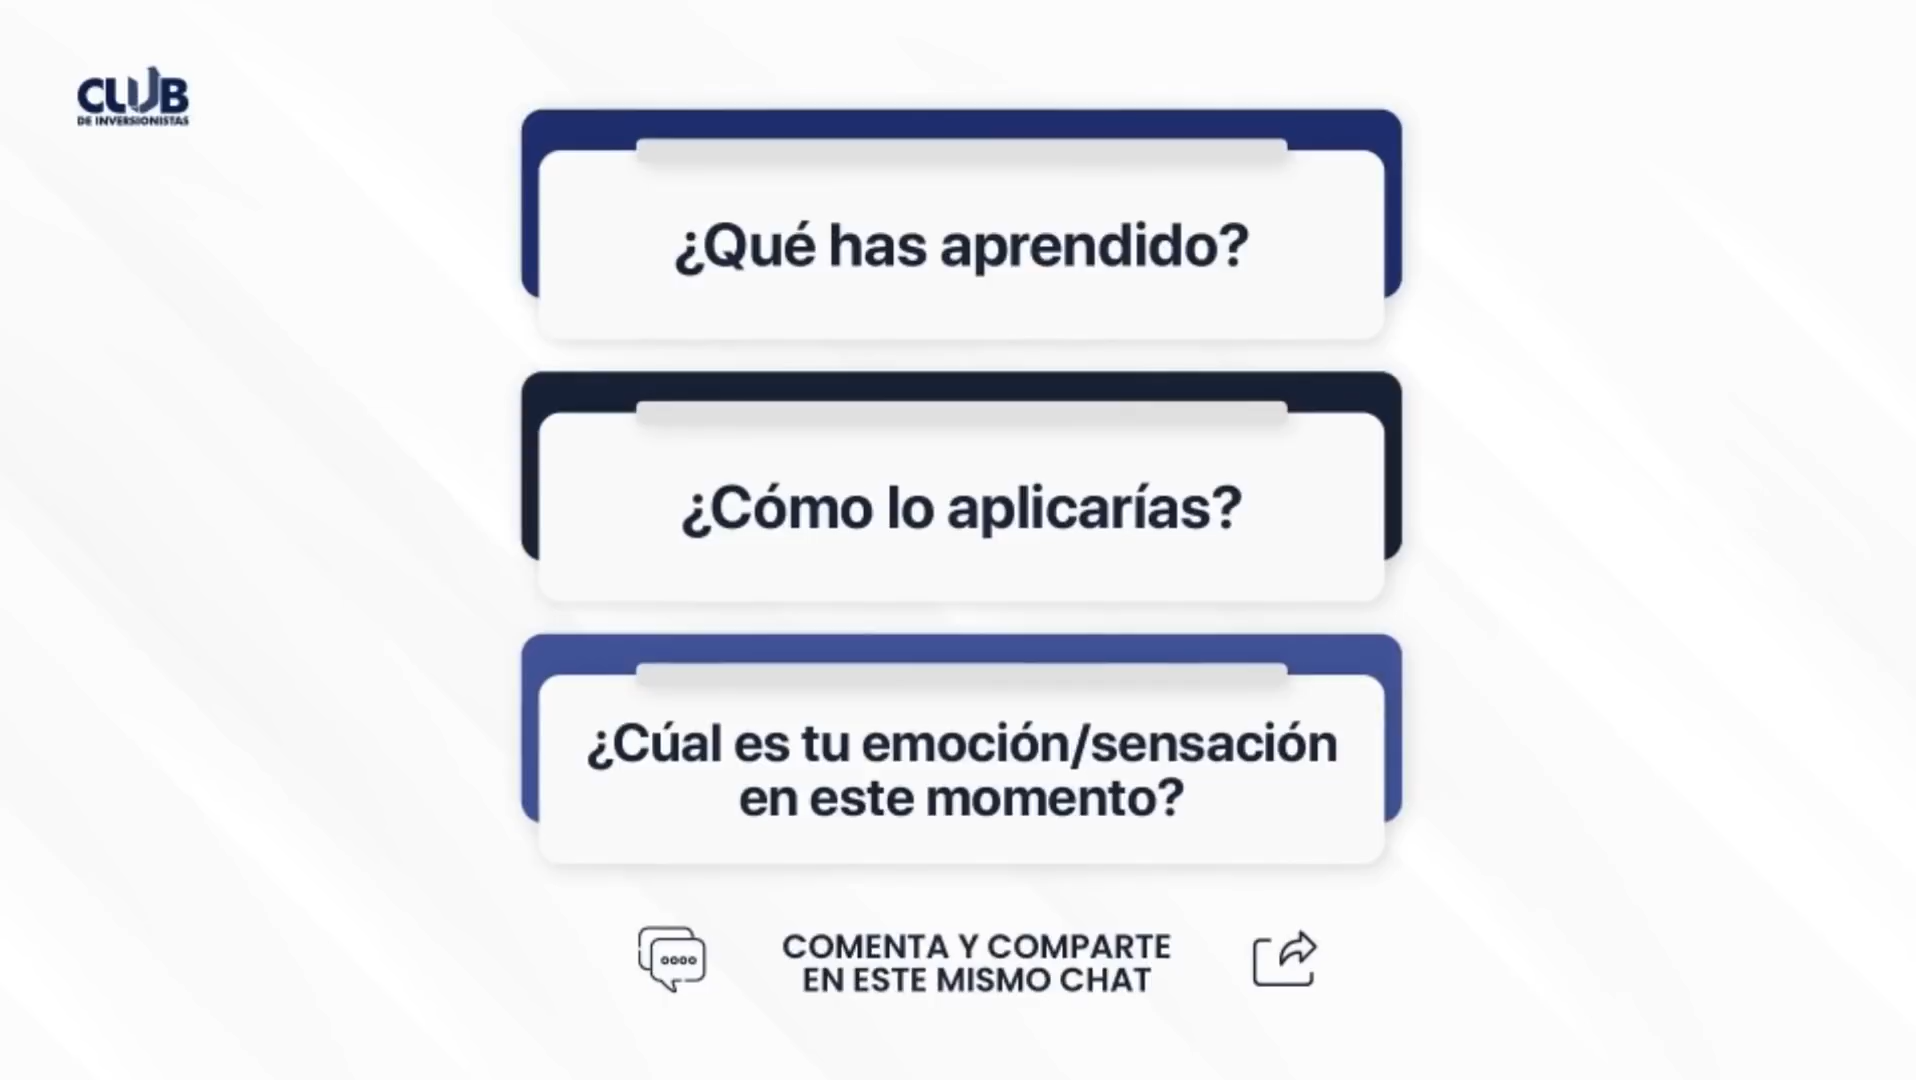 CLUB
DE INVERSIONISTAS
¿Qué has aprendido?
¿Cómo lo aplicarías?
¿Cúal es tu emoción/sensación
en este momento?
COMENTA Y COMPARTE
EN ESTE MISMO CHAT